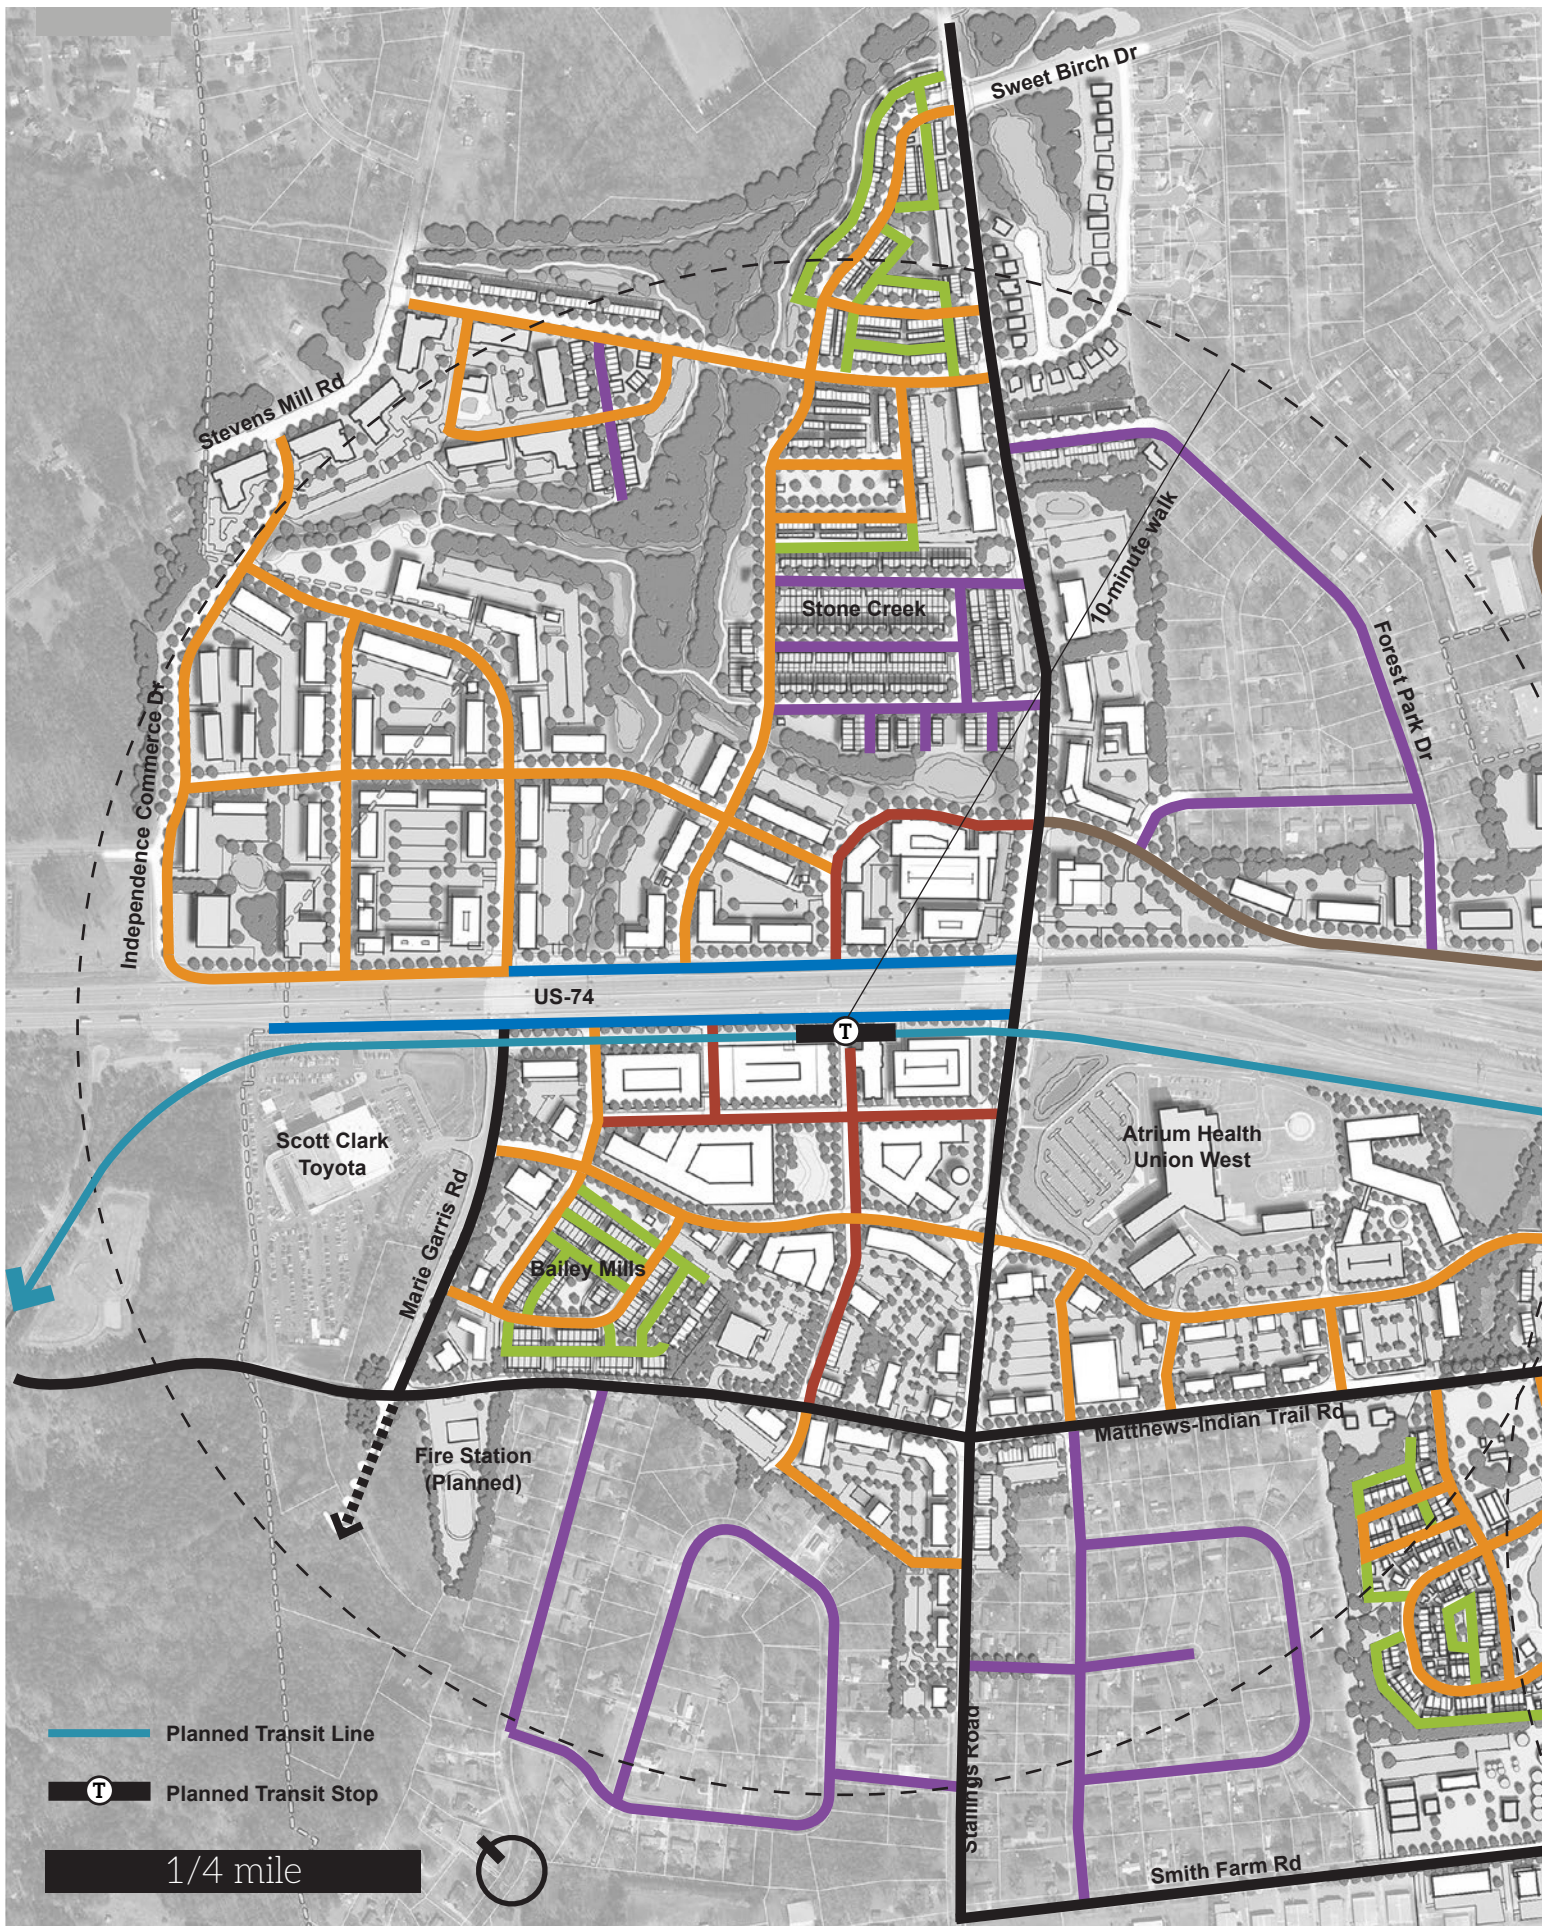 Sweet Birch Dr
Stevens Mill Rd
10-minute walk
Stone Creek
Forest Park Dr
Independence Commerce Dr
US-74
T
Scott Clark
Toyota
Atrium Health
Union West
Marie Garris Rd
Bailey Mills
Matthews-Indian Trail Rd
Fire Station
(Planned)
Stallings Road
Planned Transit Line
T
Planned Transit Stop
1/4 mile
Smith Farm Rd